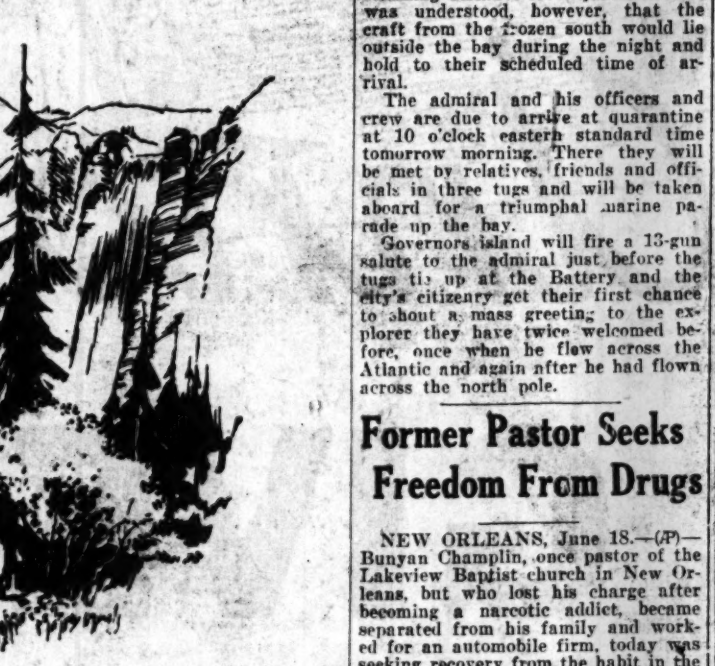 was understood, however, that the
craft from the frozen south would lie
outside the bay during the night and
hold to their scheduled time of ar-
rival.
The admiral and his officers and
crew are due to arrive at quarantine
at 10 o'clock eastern standard time
tomorrow morning. There they will
be met by relatives, friends and offi-
cials in three tugs and will be taken
aboard for a triumphal marine pa-
rade up the bay.
Governors island will fire a 13-gun
salute to the admiral just before the
tugs tie up at the Battery and the
city's citizenry get their first chance
to shout a mass greeting to the ex-
plorer they have twice welcomed be-
fore, once when he flew across the
Atlantic and again after he had flown
across the north pole.
Former Pastor Seeks
Freedom From Drugs
NEW ORLEANS, June 18.—(AP)—
Bunyan Champlin, once pastor of the
Lakeview Baptist church in New Or-
leans, but who lost his charge after
becoming a narcotic addict, became
separated from his family and work-
ed for an automobile firm, today was
seeking recovery from the habit in the